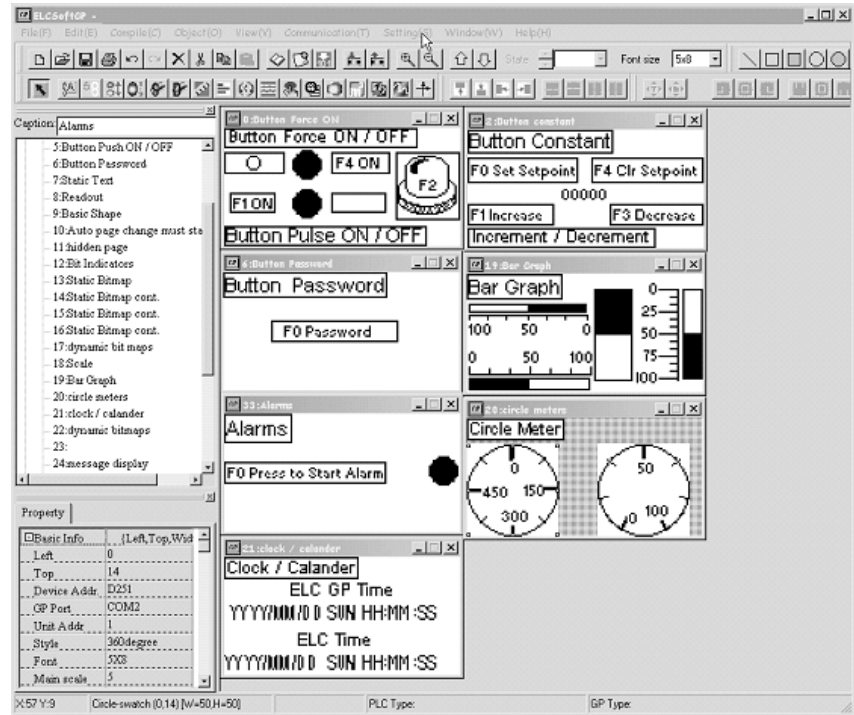 ELCSoftGP -
File(F) Edit(E) Compile(C) Object(O) View(V) Communication(T) Setting(S) Window(W) Help(H)
State Font size 5x8
Caption: Alarms
5:Button Push ON / OFF
6:Button Password
7:Static Text
8:Readout
9:Basic Shape
10:Auto page change must sta
11:hidden page
12:Bit Indicators
13:Static Bitmap
14:Static Bitmap cont.
15:Static Bitmap cont.
16:Static Bitmap cont.
17:dynamic bit maps
18:Scale
19:Bar Graph
20:circle meters
21:clock / calander
22:dynamic bitmaps
23:
24:message display
Property
Basic Info {Left,Top,Wid
Left 0
Top 14
Device Addr. D251
GP Port COM2
Unit Addr 1
Style 360degree
Font 5X8
Main scale 5
0:Button Force ON
Button Force ON / OFF
F4 ON
F2
F1 ON
Button Pulse ON / OFF
2:Button constant
Button Constant
F0 Set Setpoint F4 Clr Setpoint
00000
F1 Increase F3 Decrease
Increment / Decrement
6:Button Password
Button Password
F0 Password
19:Bar Graph
Bar Graph
100 50 0
0 50 100
0
25
50
75
100
33:Alarms
Alarms
F0 Press to Start Alarm
20:circle meters
Circle Meter
0
450 150
300
50
0 100
21:clock / calander
Clock / Calander
ELC GP Time
YYYY/MM/DD SUN HH:MM:SS
ELC Time
YYYY/MM/DD SUN HH:MM:SS
X:57 Y:9 Circle-swatch (0,14) [W=50,H=50] PLC Type: GP Type: